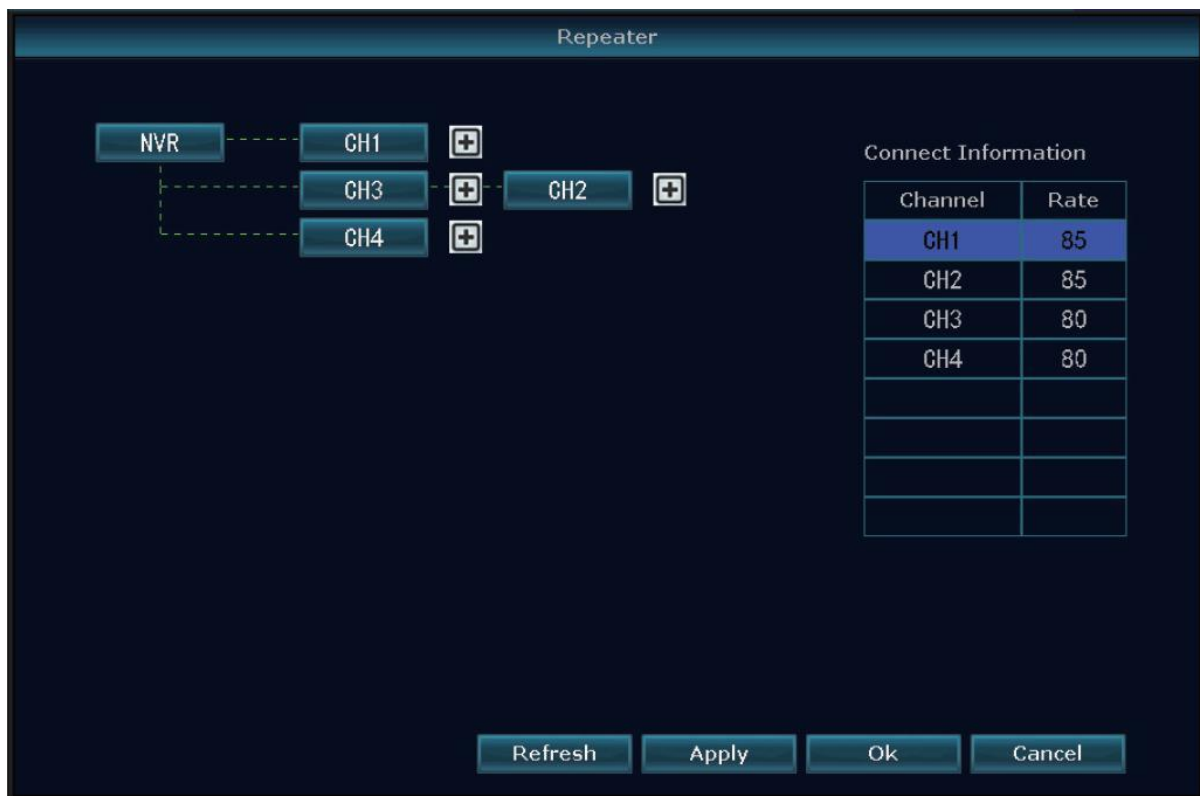 Repeater
NVR CH1
CH3 CH2
CH4
Connect Information
Channel Rate
CH1 85
CH2 85
CH3 80
CH4 80
Refresh Apply Ok Cancel